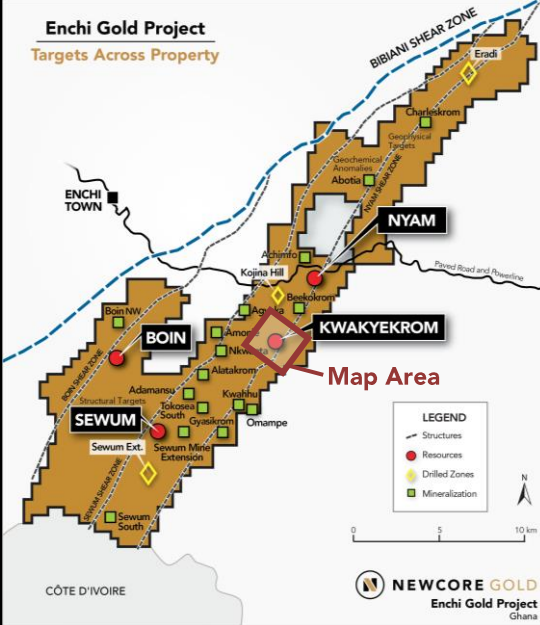 Enchi Gold Project
Targets Across Property
BIBIANI SHEAR ZONE
Eradi
Charleskrom
Geophysical
Targets
Geochemical
Anomalies
Abotia
NYAM SHEAR ZONE
ENCHI
TOWN
NYAM
Achimfo
Kojina Hill
Paved Road and Powerline
Beekokrom
Boin NW
KWAKYEKROM
BOIN
Nkwanta
Map Area
BOIN SHEAR ZONE
Alatakrom
Structural Targets
Adamansu
Kwahu
Tokosea
South
Omampe
SEWUM
Gyasikrom
Sewum Ext.
Sewum Mine
Extension
SEWUM SHEAR ZONE
Sewum
South
LEGEND
Structures
Resources
Drilled Zones
Mineralization
N
0 5 10 km
CÔTE D'IVOIRE
N NEWCORE GOLD
Enchi Gold Project
Ghana